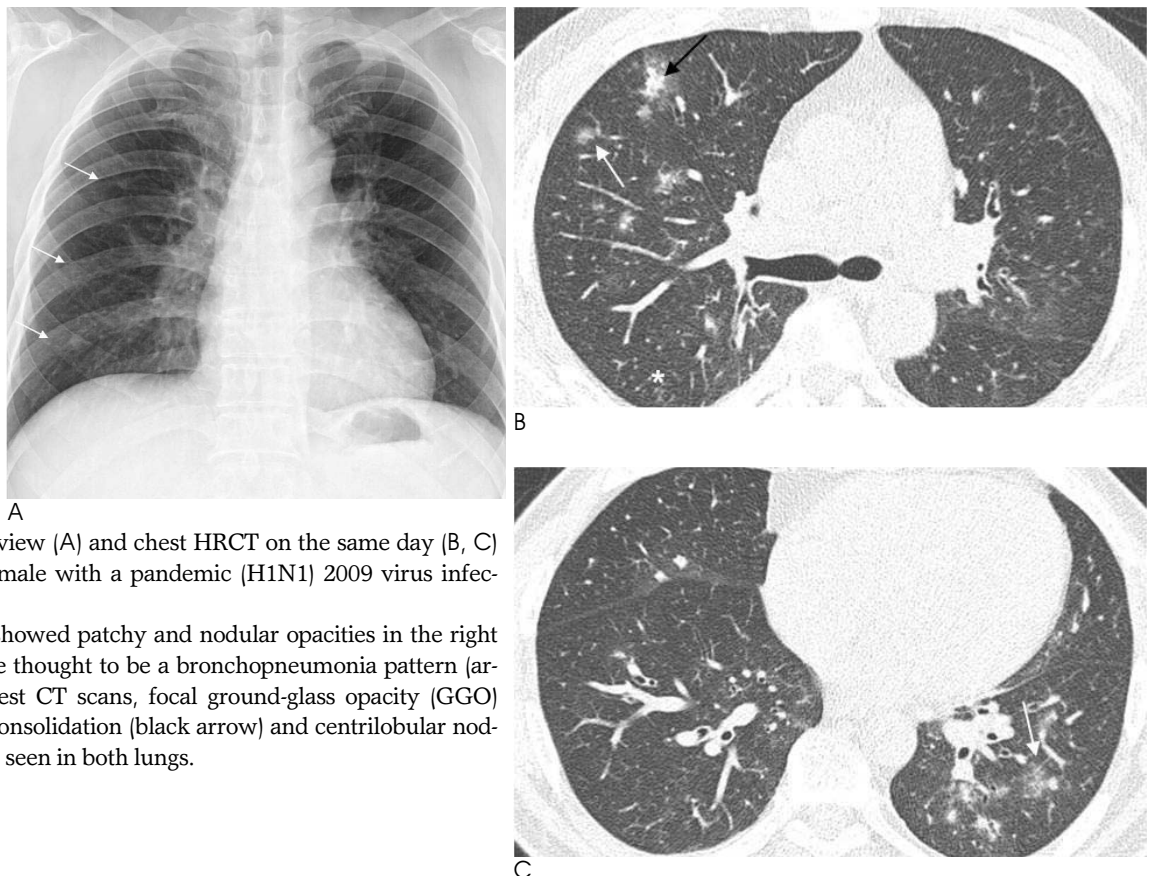 A
view (A) and chest HRCT on the same day (B, C)
male with a pandemic (H1N1) 2009 virus infec-
howed patchy and nodular opacities in the right
e thought to be a bronchopneumonia pattern (ar-
est CT scans, focal ground-glass opacity (GGO)
onsolidation (black arrow) and centrilobular nod-
seen in both lungs.
*
B
C